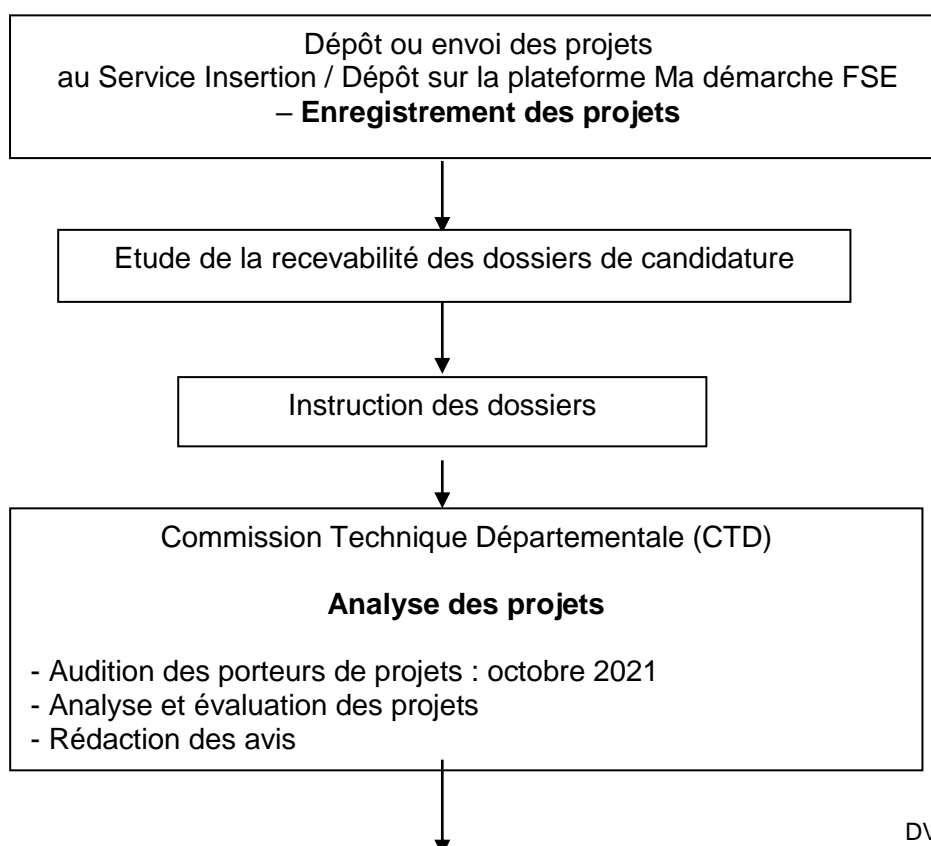 Dépôt ou envoi des projets
au Service Insertion / Dépôt sur la plateforme Ma démarche FSE
– Enregistrement des projets
Etude de la recevabilité des dossiers de candidature
Instruction des dossiers
Commission Technique Départementale (CTD)
Analyse des projets
- Audition des porteurs de projets : octobre 2021
- Analyse et évaluation des projets
- Rédaction des avis
DV